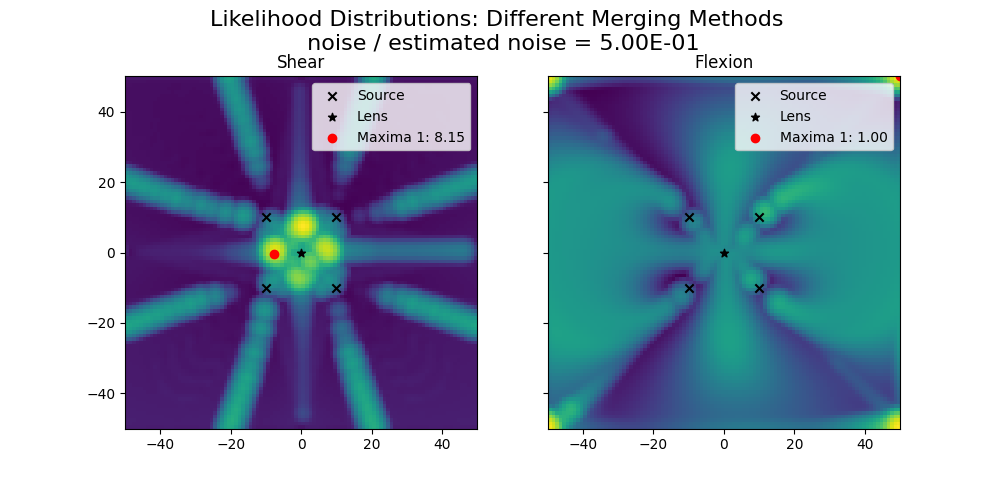 Likelihood Distributions: Different Merging Methods
noise / estimated noise = 5.00E-01
Shear
Flexion
Source
Lens
Maxima 1: 8.15
Source
Lens
Maxima 1: 1.00
40
20
0
−20
−40
−40 −20 0 20 40
−40 −20 0 20 40